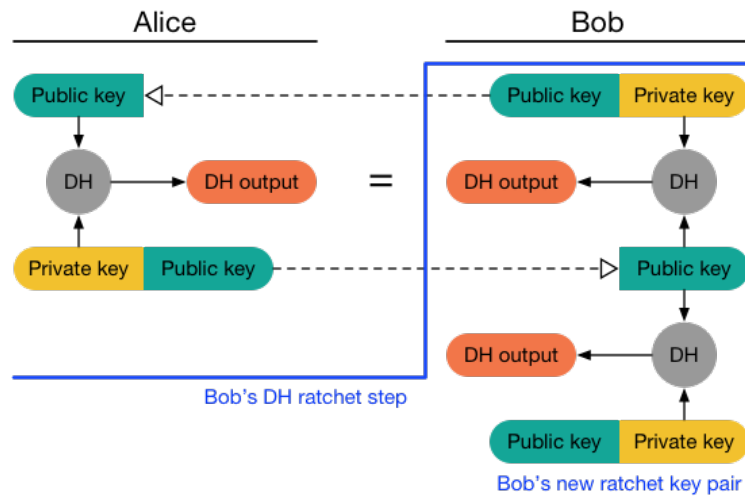 Alice
Bob
Public key
Public key
Private key
DH
DH output
=
DH output
DH
Private key
Public key
Public key
DH output
DH
Bob's DH ratchet step
Public key
Private key
Bob's new ratchet key pair